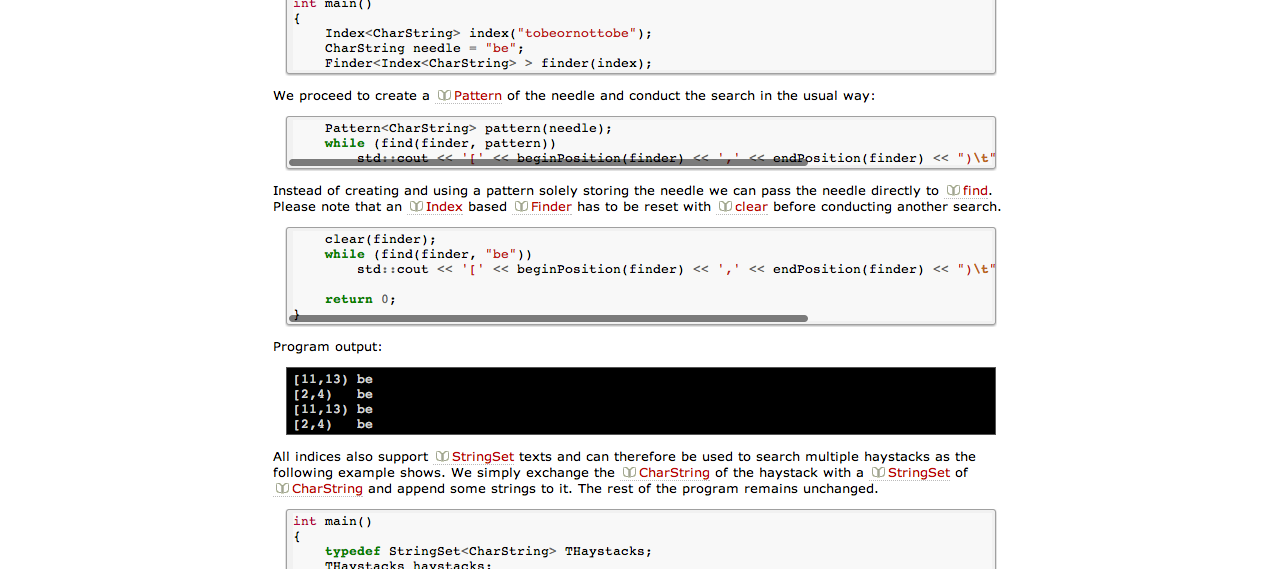 int main()
{
    Index<CharString> index("tobeornottobe");
    CharString needle = "be";
    Finder<Index<CharString> > finder(index);
We proceed to create a Pattern of the needle and conduct the search in the usual way:
    Pattern<CharString> pattern(needle);
    while (find(finder, pattern))
        std::cout << '[' << beginPosition(finder) << ',' << endPosition(finder) << ")\t"
Instead of creating and using a pattern solely storing the needle we can pass the needle directly to find.
Please note that an Index based Finder has to be reset with clear before conducting another search.
    clear(finder);
    while (find(finder, "be"))
        std::cout << '[' << beginPosition(finder) << ',' << endPosition(finder) << ")\t"
    return 0;
}
Program output:
[11,13) be
[2,4)   be
[11,13) be
[2,4)   be
All indices also support StringSet texts and can therefore be used to search multiple haystacks as the
following example shows. We simply exchange the CharString of the haystack with a StringSet of
CharString and append some strings to it. The rest of the program remains unchanged.
int main()
{
    typedef StringSet<CharString> THaystacks;
    THaystacks haystacks;